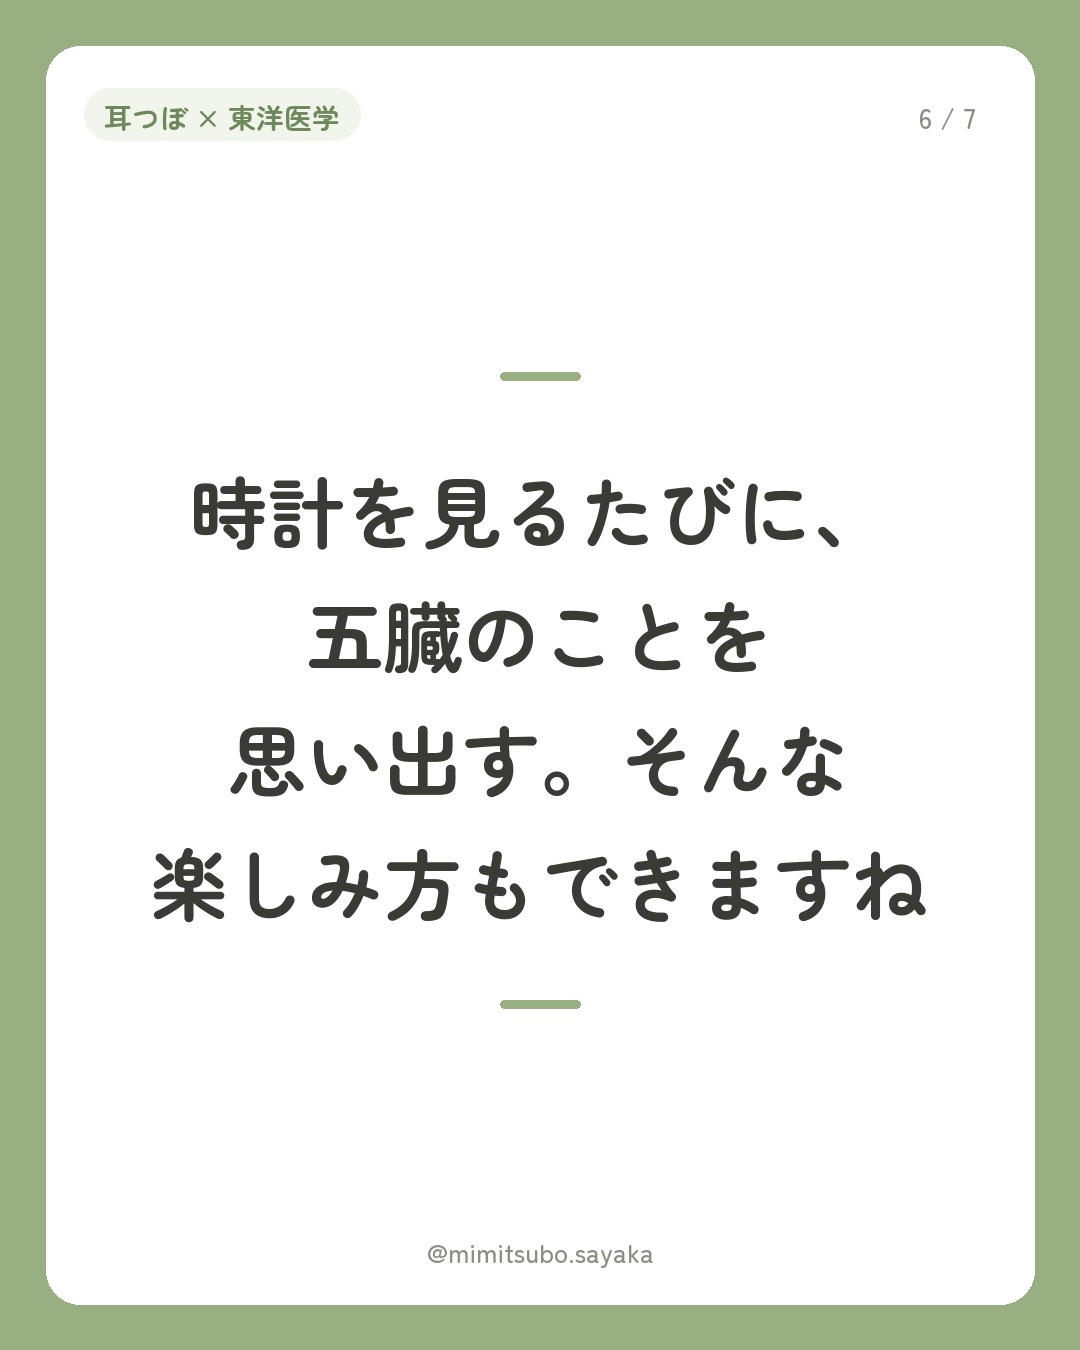 耳つぼ × 東洋医学
6 / 7
時計を見るたびに、
五臓のことを
思い出す。そんな
楽しみ方もできますね
@mimitsubo.sayaka